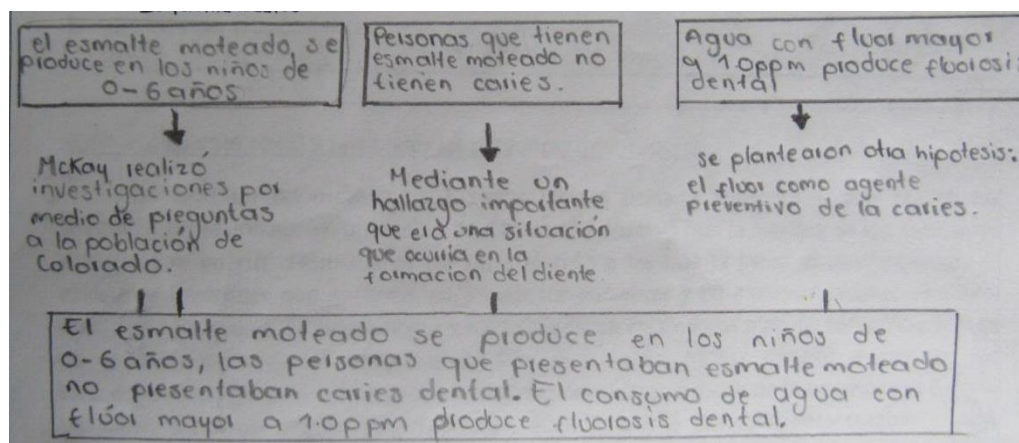 el esmalte moteado, se
produce en los niños de
0-6 años
Personas que tienen
esmalte moteado no
tienen caries.
Agua con fluor mayor
a 1.0ppm produce fluorosis
dental
McKay realizó
investigaciones por
medio de preguntas
a la población de
Colorado.
Mediante un
hallazgo importante
que era una situación
que ocurria en la
formacion del diente
se plantearon otra hipotesis:
el fluor como agente
preventivo de la caries.
El esmalte moteado se produce en los niños de
0-6 años, las personas que presentaban esmalte moteado
no presentaban caries dental. El consumo de agua con
flúor mayor a 1.0ppm produce fluorosis dental.